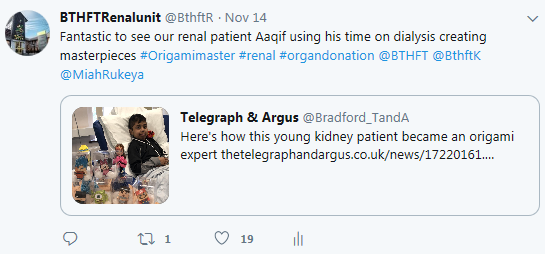 BTHFTRenalunit @BthftR · Nov 14
Fantastic to see our renal patient Aaqif using his time on dialysis creating
masterpieces #Origamimaster #renal #organdonation @BTHFT @BthftK
@MiahRukeya
Telegraph & Argus @Bradford_TandA
Here's how this young kidney patient became an origami
expert thetelegraphandargus.co.uk/news/17220161....
1 19